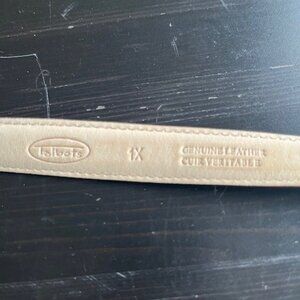 Talbots
1X
GENUINE LEATHER
CUIR VERITABLE